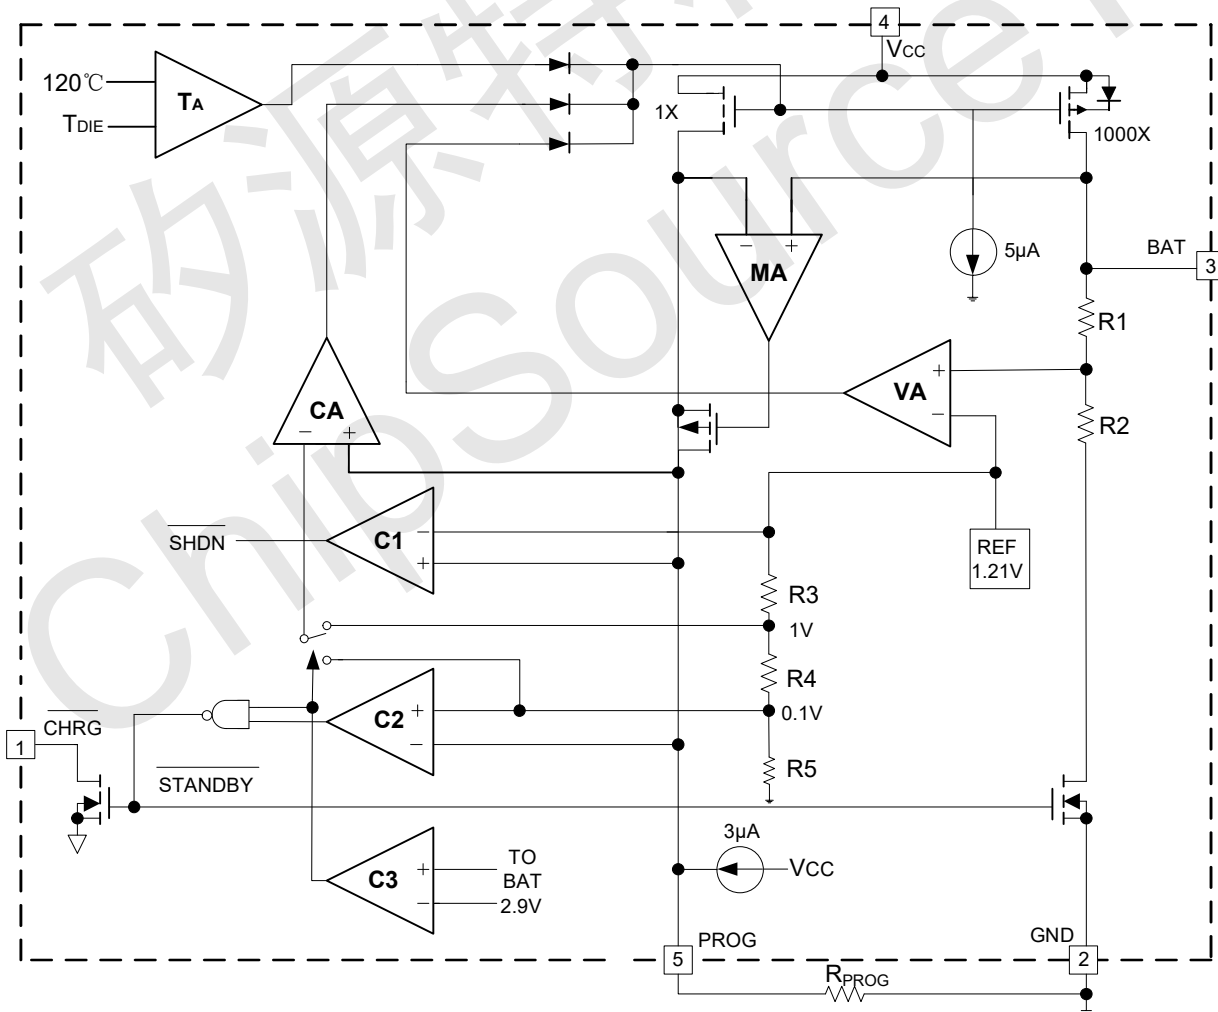 矽源特
ChipSourceT
4
VCC
120℃
TA
TDIE
1X
1000X
− +
MA
5µA
BAT
3
R1
+
VA
−
R2
CA
− +
SHDN
C1
−
+
REF
1.21V
R3
1V
R4
0.1V
C2
+
−
CHRG
1
STANDBY
R5
3µA
VCC
C3
+
−
TO
BAT
2.9V
PROG
5
GND
2
RPROG